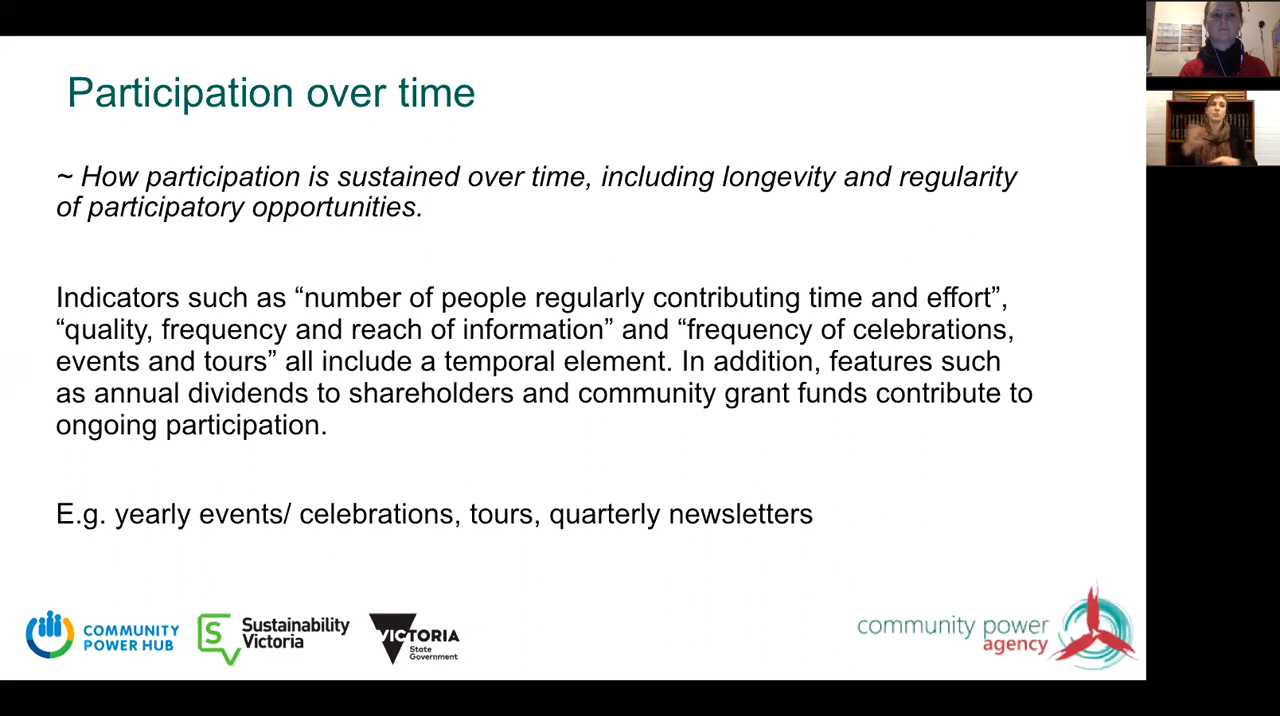 Participation over time
~ How participation is sustained over time, including longevity and regularity
of participatory opportunities.
Indicators such as “number of people regularly contributing time and effort”,
“quality, frequency and reach of information” and “frequency of celebrations,
events and tours” all include a temporal element. In addition, features such
as annual dividends to shareholders and community grant funds contribute to
ongoing participation.
E.g. yearly events/ celebrations, tours, quarterly newsletters
COMMUNITY
POWER HUB
S
Sustainability
Victoria
VICTORIA
State
Government
community power
agency